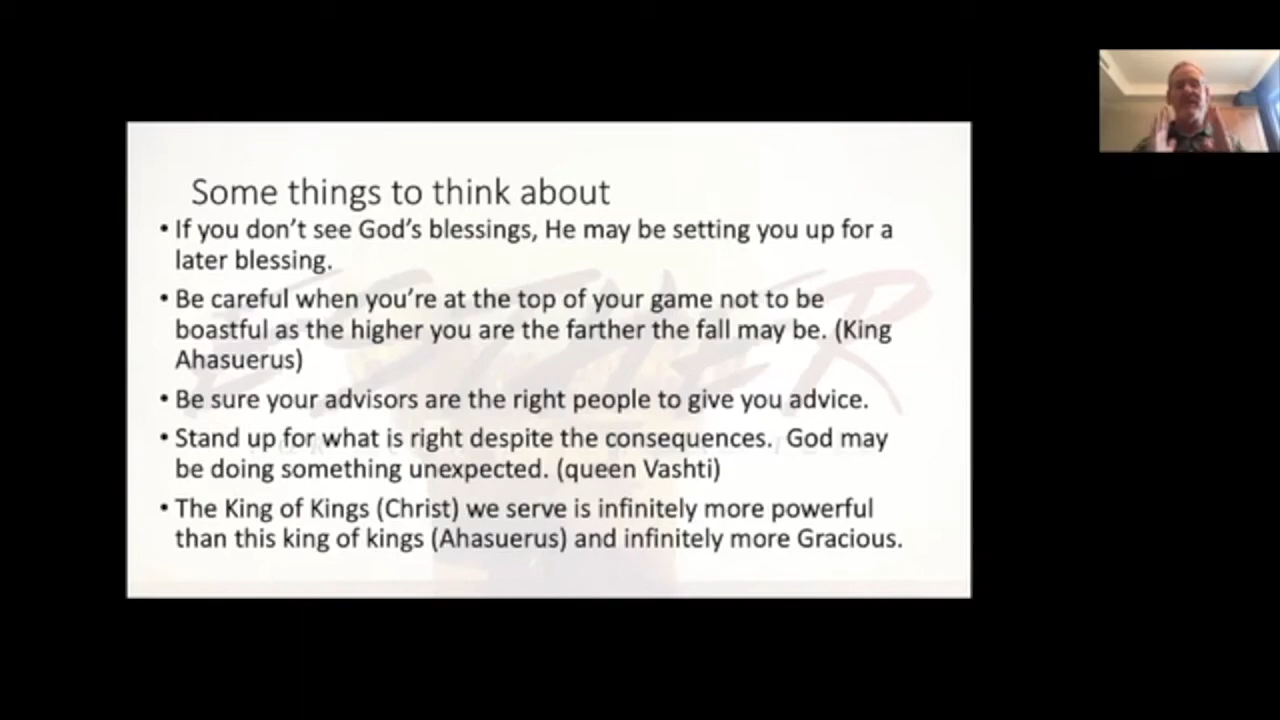 Some things to think about
• If you don’t see God’s blessings, He may be setting you up for a
later blessing.
• Be careful when you’re at the top of your game not to be
boastful as the higher you are the farther the fall may be. (King
Ahasuerus)
• Be sure your advisors are the right people to give you advice.
• Stand up for what is right despite the consequences.  God may
be doing something unexpected. (queen Vashti)
• The King of Kings (Christ) we serve is infinitely more powerful
than this king of kings (Ahasuerus) and infinitely more Gracious.
ESTHER